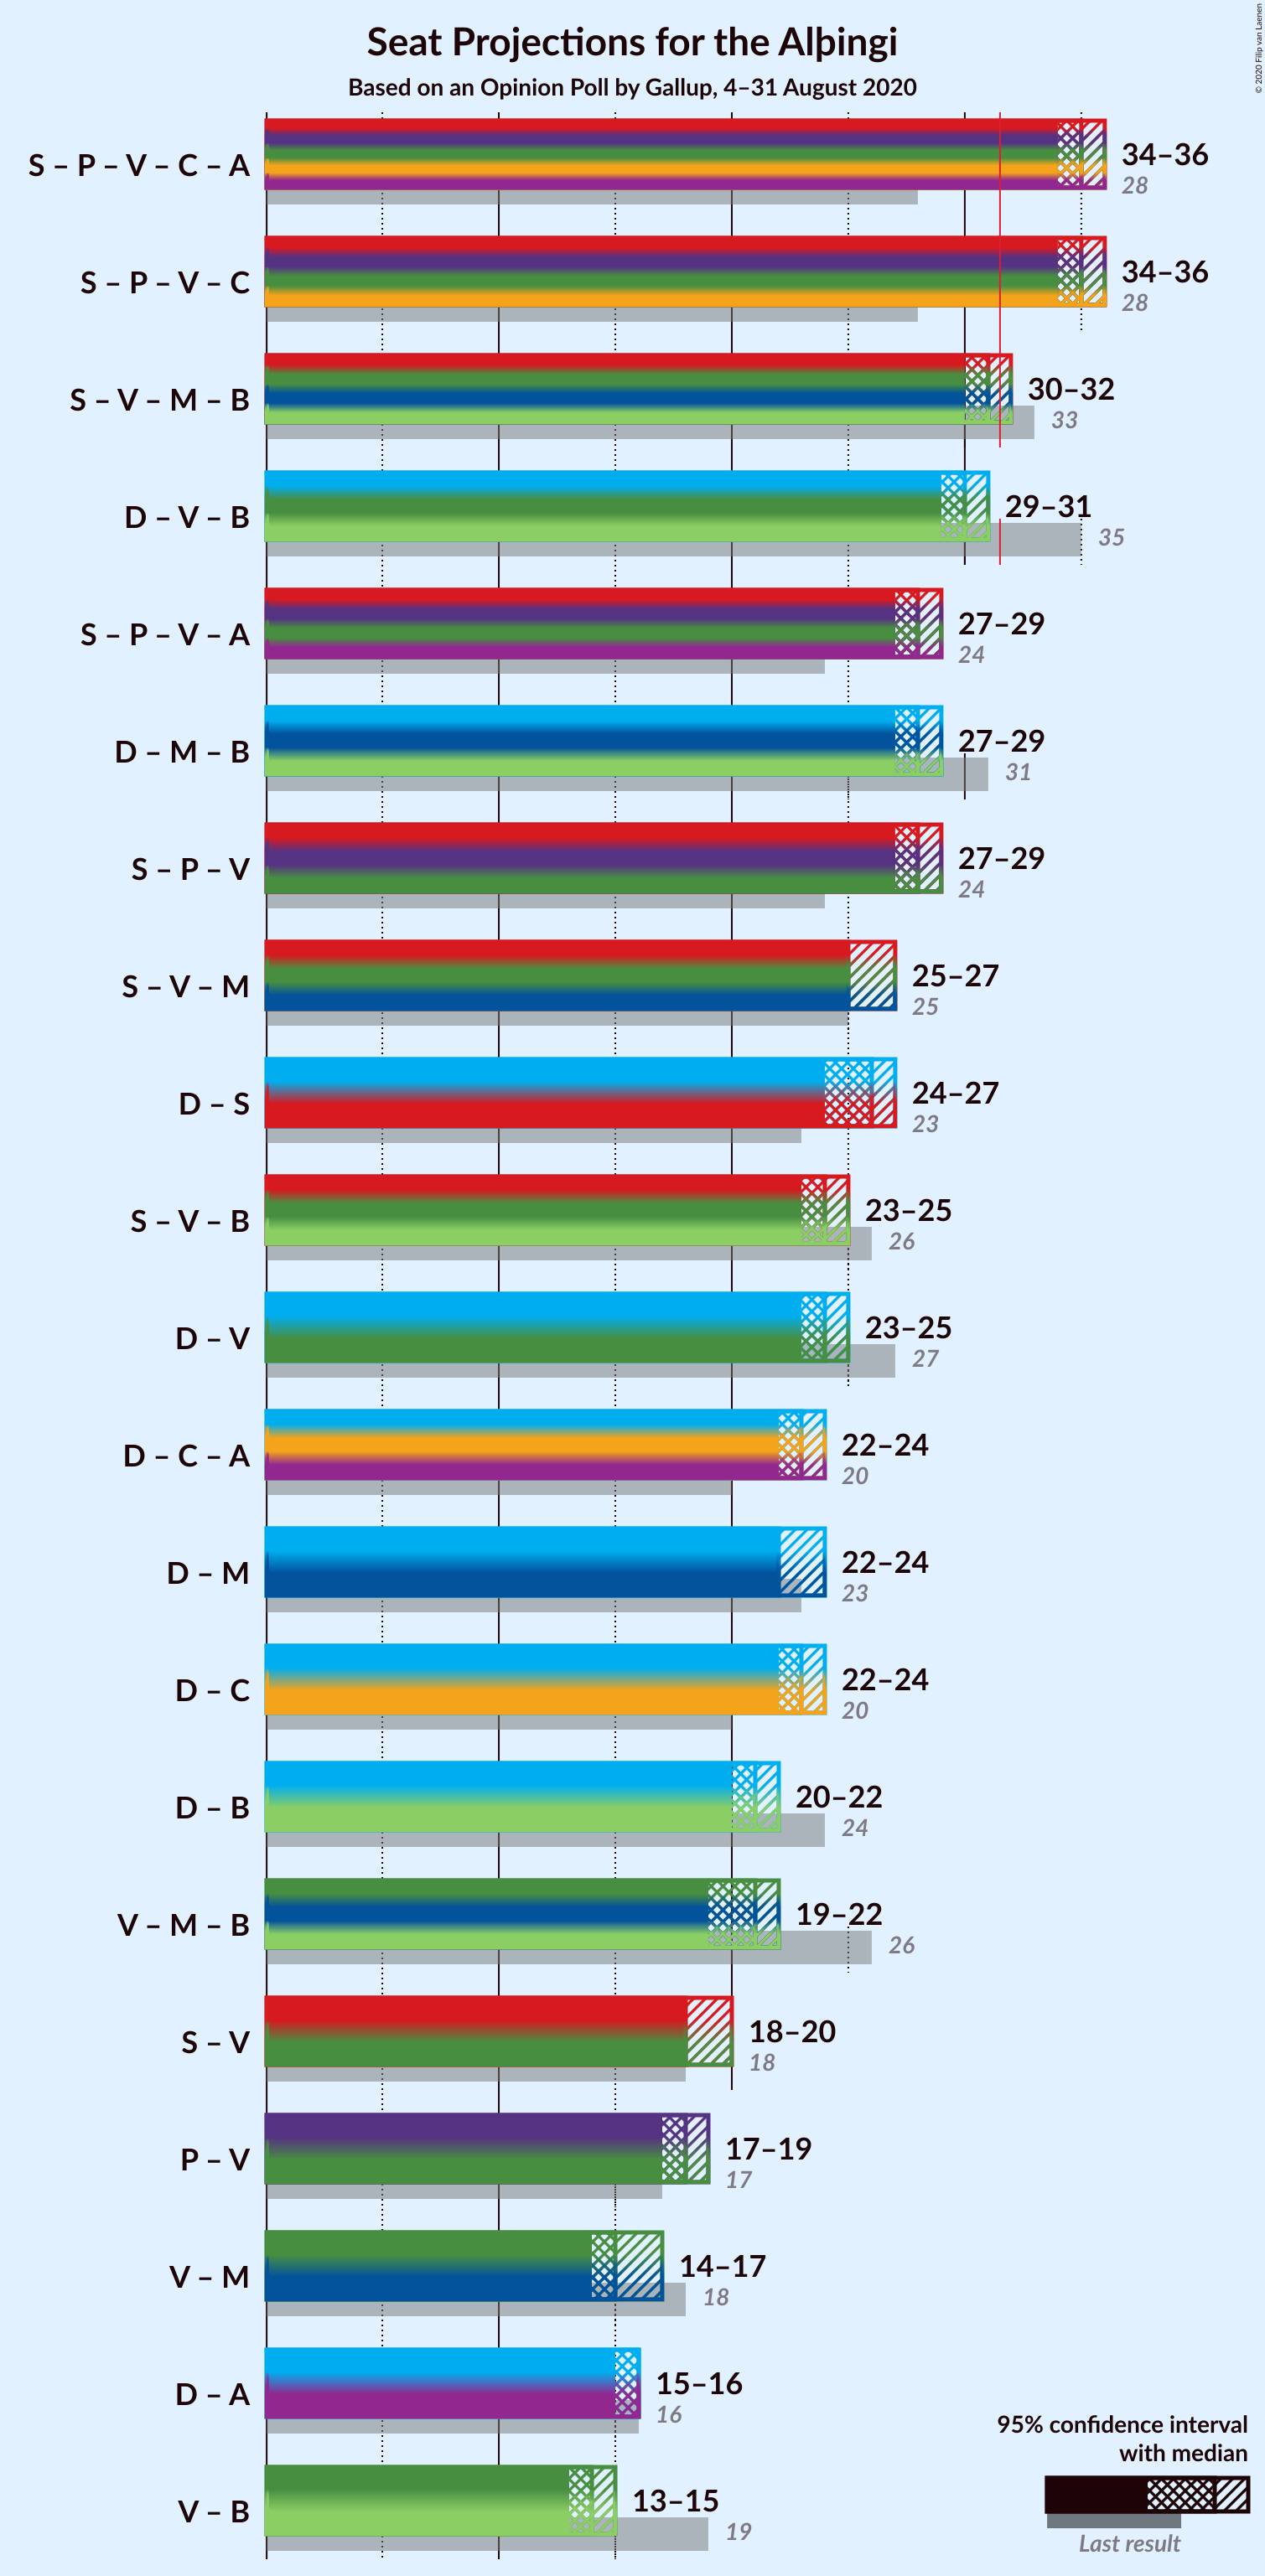 Seat Projections for the Alþingi
Based on an Opinion Poll by Gallup, 4–31 August 2020
© 2020 Filip van Laenen
S – P – V – C – A
34–36
28
S – P – V – C
34–36
28
S – V – M – B
30–32
33
D – V – B
29–31
35
S – P – V – A
27–29
24
D – M – B
27–29
31
S – P – V
27–29
24
S – V – M
25–27
25
D – S
24–27
23
S – V – B
23–25
26
D – V
23–25
27
D – C – A
22–24
20
D – M
22–24
23
D – C
22–24
20
D – B
20–22
24
V – M – B
19–22
26
S – V
18–20
18
P – V
17–19
17
V – M
14–17
18
D – A
15–16
16
V – B
13–15
19
95% confidence interval
with median
Last result